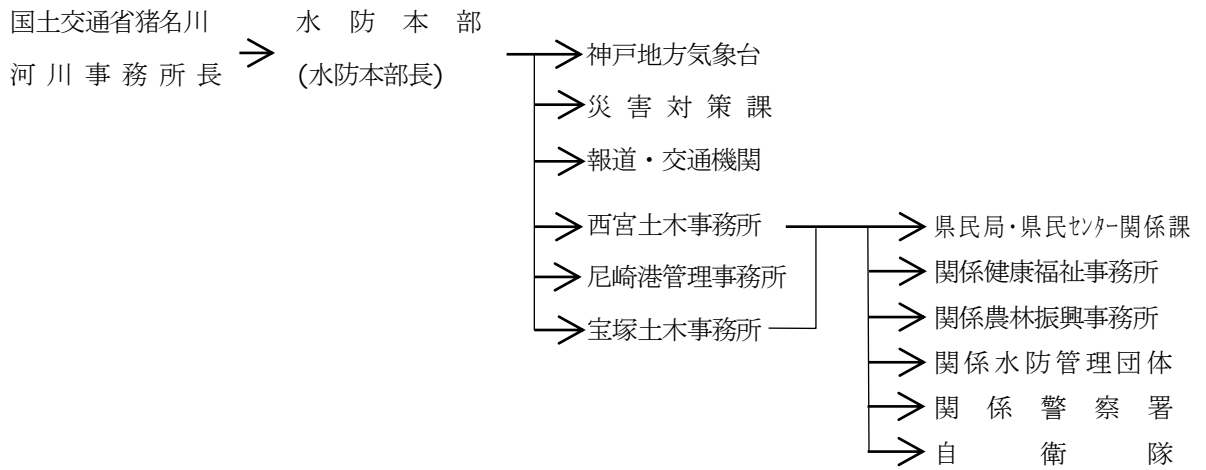 国土交通省猪名川
河川事務所長
水防本部
(水防本部長)
神戸地方気象台
災害対策課
報道・交通機関
西宮土木事務所
尼崎港管理事務所
宝塚土木事務所
県民局・県民ｾﾝﾀｰ関係課
関係健康福祉事務所
関係農林振興事務所
関係水防管理団体
関係警察署
自衛隊